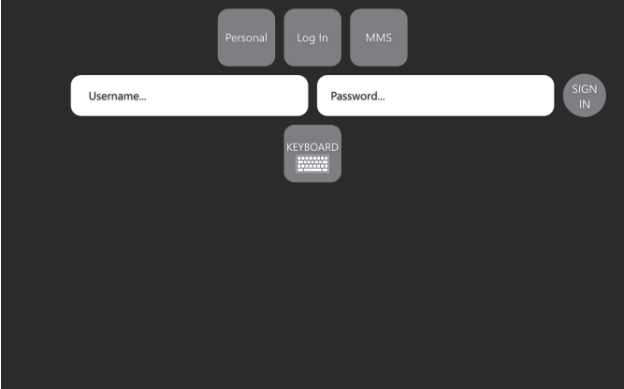 Personal
Log In
MMS
Username...
Password...
SIGN
IN
KEYBOARD